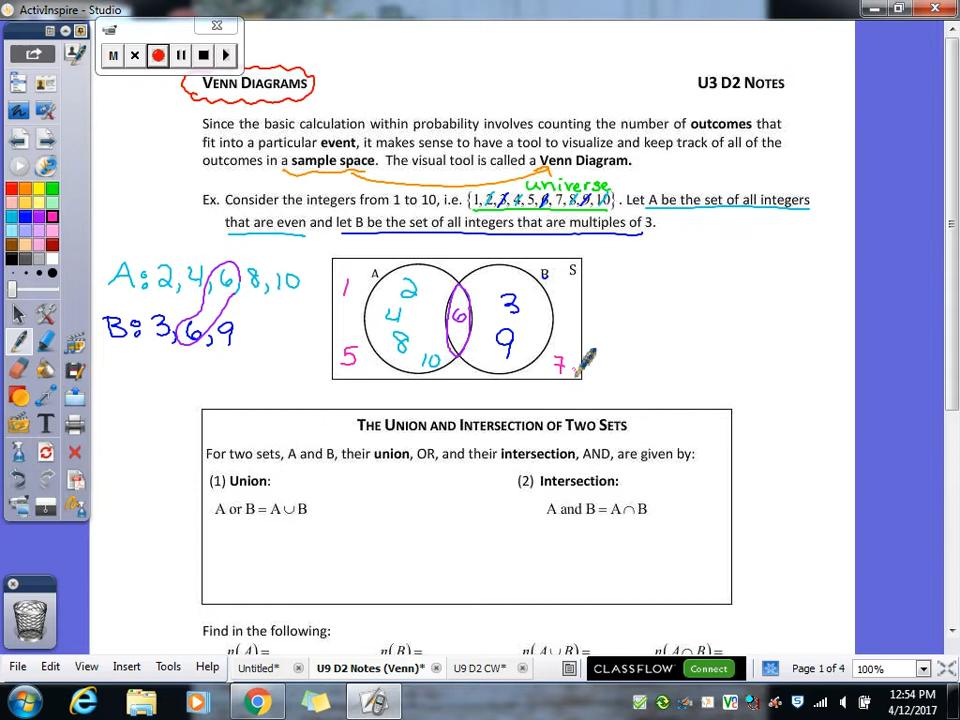 ActivInspire
VENN DIAGRAMS
U3 D2 NOTES
Since the basic calculation within probability involves counting the number of outcomes that
fit into a particular event, it makes sense to have a tool to visualize and keep track of all of the
outcomes in a sample space. The visual tool is called a Venn Diagram.
universe
Ex. Consider the integers from 1 to 10, i.e. {1, 2, 3, 4, 5, 6, 7, 8, 9, 10}. Let A be the set of all integers
that are even and let B be the set of all integers that are multiples of 3.
A: 2, 4, 6, 8, 10
B: 3, 6, 9
A B S
1 2 3
4 6
8 9
5 10 7
THE UNION AND INTERSECTION OF TWO SETS
For two sets, A and B, their union, OR, and their intersection, AND, are given by:
(1) Union:
(2) Intersection:
A or B = A ∪ B
A and B = A ∩ B
Find in the following:
n(A)= n(B)= n(A∪B)= n(A∩B)=
File Edit View Insert Tools Help
Untitled* U9 D2 Notes (Venn)* U9 D2 CW*
CLASSFLOW Connect
Page 1 of 4 100%
12:54 PM
4/12/2017